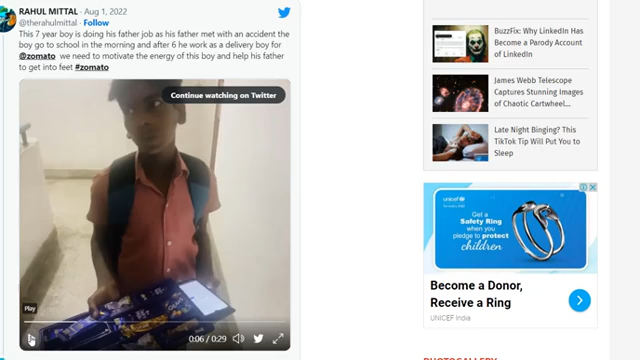 RAHUL MITTAL · Aug 1, 2022
@therahulmittal · Follow
This 7 year boy is doing his father job as his father met with an accident the
boy go to school in the morning and after 6 he work as a delivery boy for
@zomato we need to motivate the energy of this boy and help his father
to get into feet #zomato
Continue watching on Twitter
Play
0:06 / 0:29
BuzzFix: Why LinkedIn Has
Become a Parody Account
of LinkedIn
James Webb Telescope
Captures Stunning Images
of Chaotic Cartwheel...
Late Night Binging? This
TikTok Tip Will Put You to
Sleep
unicef
Get a
Safety Ring
when you
pledge to protect
children
Become a Donor,
Receive a Ring
UNICEF India
PHOTOGALLERY